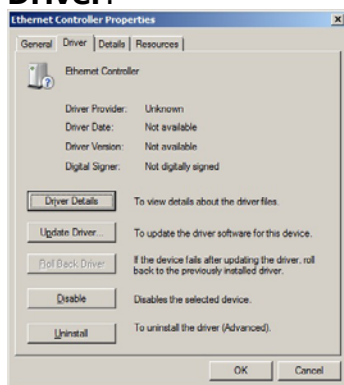 Driver.
Ethernet Controller Properties
General Driver Details Resources
Ethernet Controller
Driver Provider: Unknown
Driver Date: Not available
Driver Version: Not available
Digital Signer: Not digitally signed
Driver Details To view details about the driver files.
Update Driver... To update the driver software for this device.
Roll Back Driver If the device fails after updating the driver, roll
back to the previously installed driver.
Disable Disables the selected device.
Uninstall To uninstall the driver (Advanced).
OK Cancel